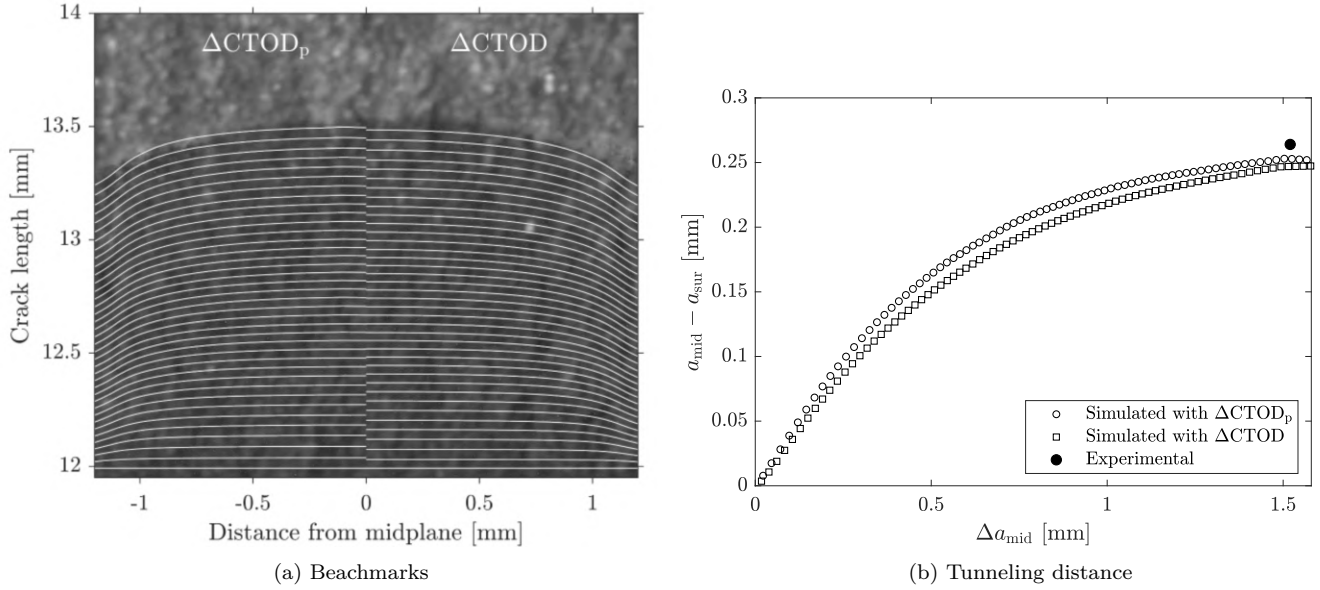 14
13.5
13
12.5
12
Crack length [mm]
ΔCTODₚ
ΔCTOD
-1
-0.5
0
0.5
1
Distance from midplane [mm]
(a) Beachmarks
0.3
0.25
0.2
0.15
0.1
0.05
0
a_mid − a_sur [mm]
Simulated with ΔCTODₚ
Simulated with ΔCTOD
Experimental
0
0.5
1
1.5
Δa_mid [mm]
(b) Tunneling distance